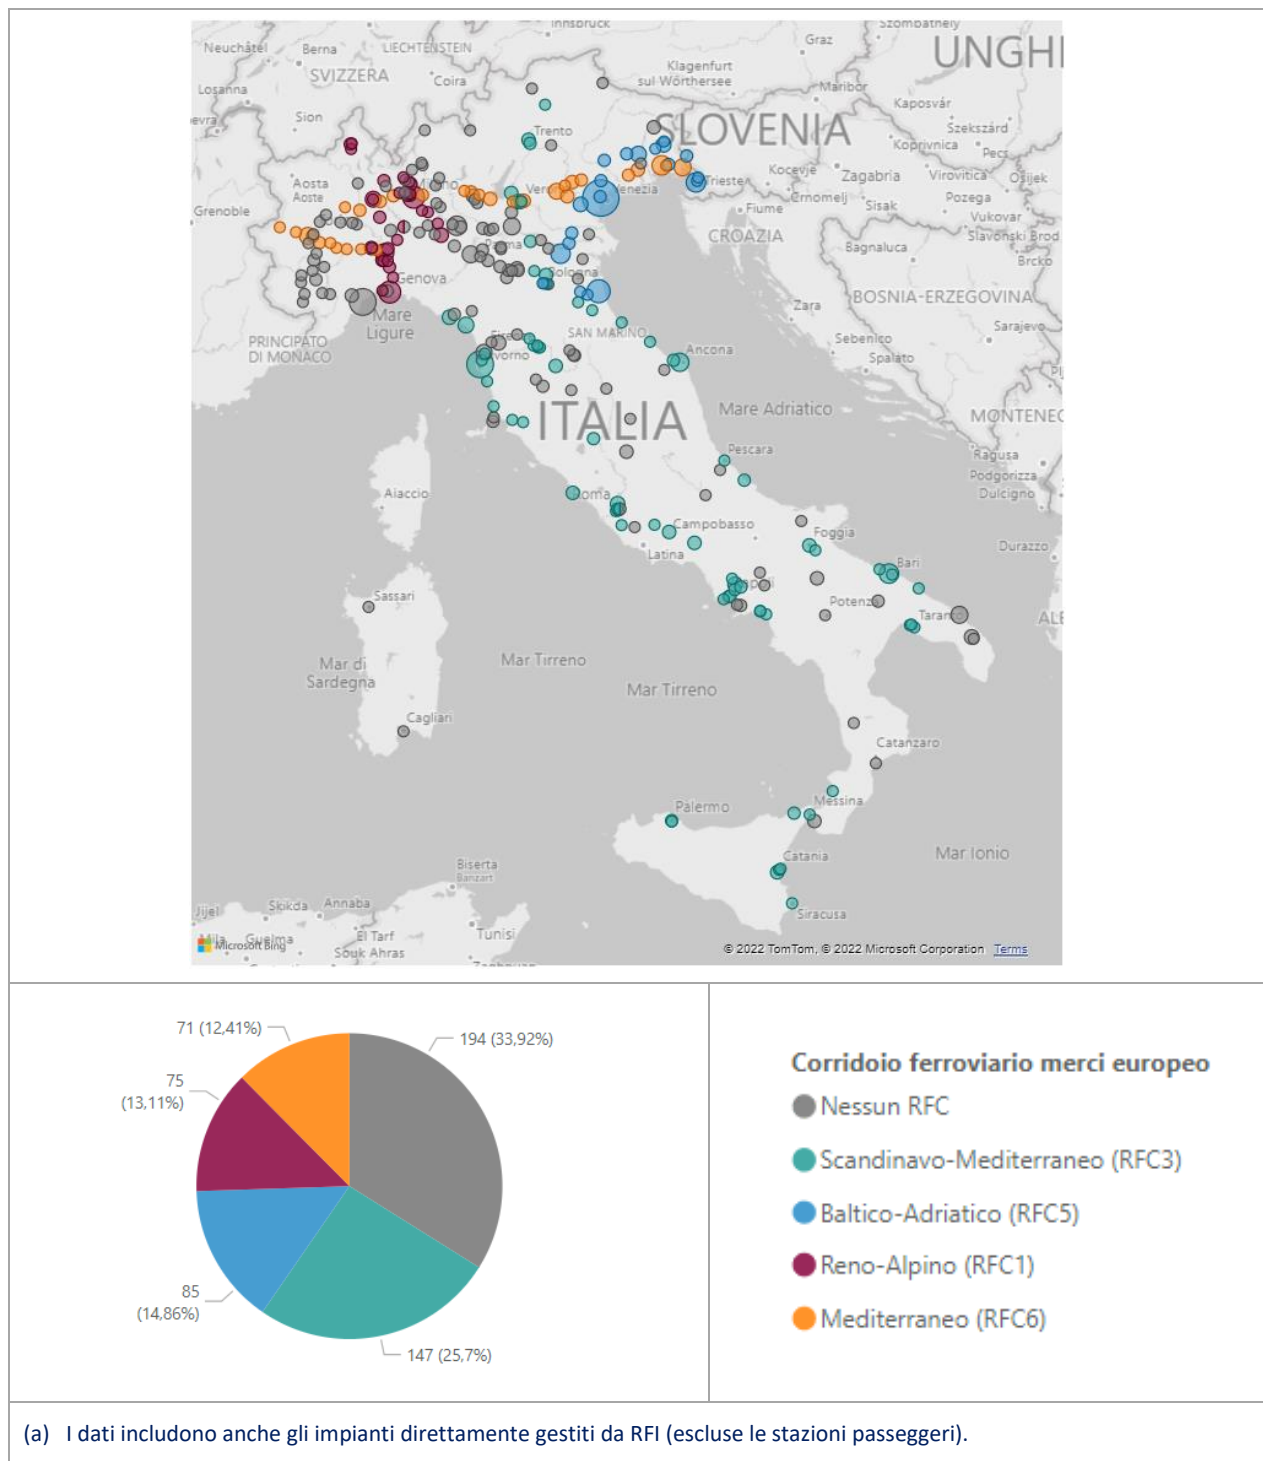 Innsbruck
Szombathely
Neuchâtel
Berna
LIECHTENSTEIN
Graz
UNGHI
SVIZZERA
Coira
Klagenfurt
sul Wörthersee
Losanna
Maribor
Kaposvár
Sion
Trento
SLOVENIA
Szekszárd
Koprivnica
Pecs
Aosta
Aoste
Venezia
Trieste
Kocevje
Zagabria
Virovitica
Osijek
Grenoble
Crnomelj
Sisak
Pozega
Fiume
Vukovar
CROAZIA
Slavonski Brod
Bagnaluca
Brcko
Parma
Bologna
Genova
BOSNIA-ERZEGOVINA
Zara
Mare
Ligure
SAN MARINO
Sarajevo
PRINCIPATO
DI MONACO
Sebenico
Ancona
Spalato
ITALIA
Mare Adriatico
MONTENEG
Pescara
Ragusa
Podgorizza
Aiaccio
Dulcigno
Campobasso
Foggia
Durazzo
Latina
Bari
Sassari
Potenza
Taranto
Mar di
Sardegna
Mar Tirreno
Mar Tirreno
Cagliari
Catanzaro
Palermo
Messina
Catania
Mar Ionio
Biserta
Banzart
Siracusa
Jijel
Skikda
Annaba
Mila
Guelma
El Tarf
Tunisi
Microsoft Bing
Souk Ahras
© 2022 TomTom, © 2022 Microsoft Corporation Terms
71 (12,41%)
194 (33,92%)
75
(13,11%)
85
(14,86%)
147 (25,7%)
Corridoio ferroviario merci europeo
Nessun RFC
Scandinavo-Mediterraneo (RFC3)
Baltico-Adriatico (RFC5)
Reno-Alpino (RFC1)
Mediterraneo (RFC6)
(a) I dati includono anche gli impianti direttamente gestiti da RFI (escluse le stazioni passeggeri).